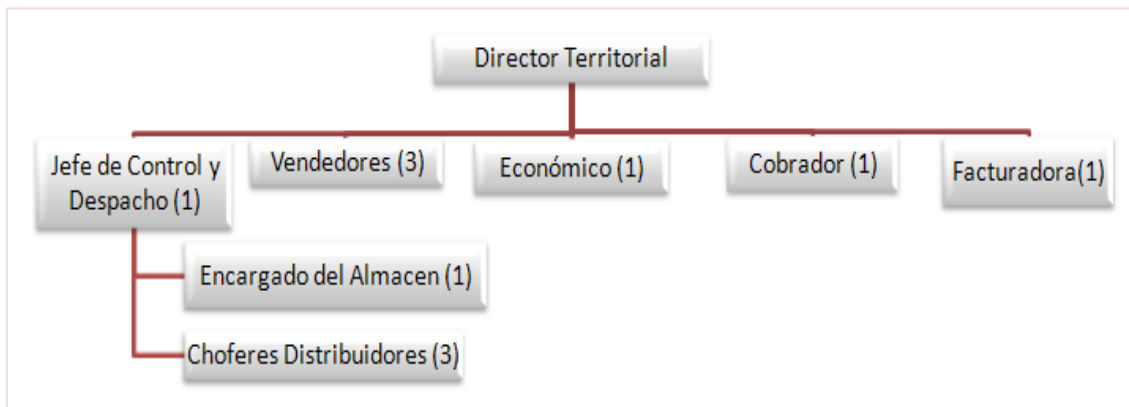 Director Territorial
Jefe de Control y
Despacho (1)
Vendedores (3)
Económico (1)
Cobrador (1)
Facturadora(1)
Encargado del Almacen (1)
Choferes Distribuidores (3)